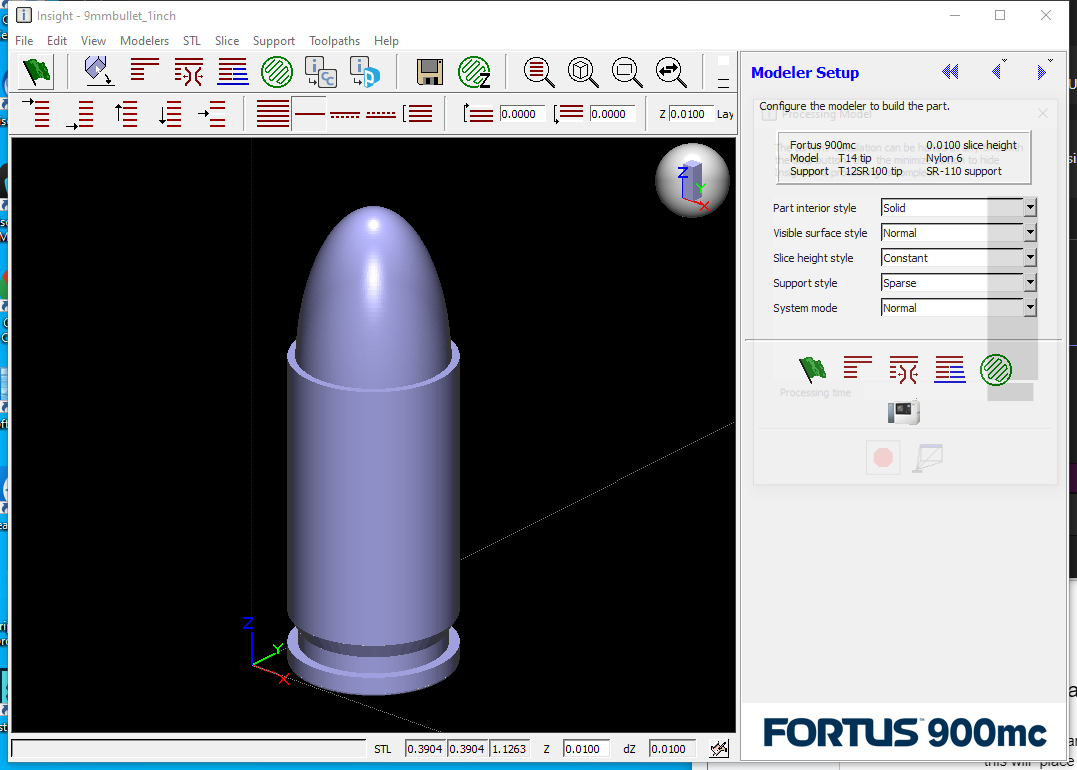 Insight - 9mmbullet_1inch
File Edit View Modelers STL Slice Support Toolpaths Help
0.0000 0.0000 Z 0.0100 Lay
Modeler Setup
Configure the modeler to build the part.
Processing Model
Fortus 900mc 0.0100 slice height
Model T14 tip Nylon 6
Support T12SR100 tip SR-110 support
Part interior style Solid
Visible surface style Normal
Slice height style Constant
Support style Sparse
System mode Normal
Processing time
Z
Y
X
Z
Y
X
FORTUS 900mc
STL 0.3904 0.3904 1.1263 Z 0.0100 dZ 0.0100
this will place